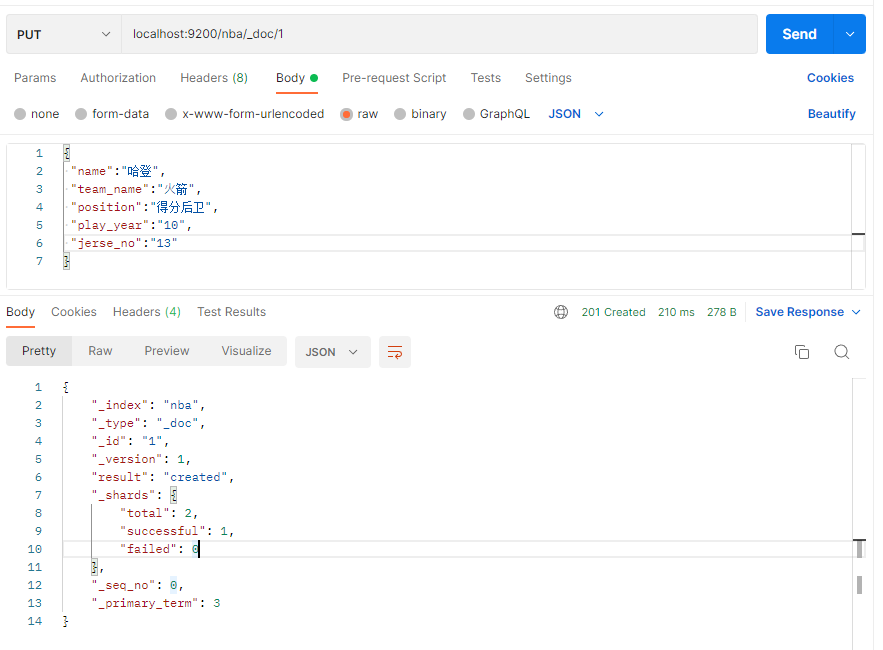 PUT localhost:9200/nba/_doc/1 Send
Params Authorization Headers (8) Body Pre-request Script Tests Settings Cookies
none form-data x-www-form-urlencoded raw binary GraphQL JSON Beautify
1 {
2 "name":"哈登",
3 "team_name":"火箭",
4 "position":"得分后卫",
5 "play_year":"10",
6 "jerse_no":"13"
7 }
Body Cookies Headers (4) Test Results 201 Created 210 ms 278 B Save Response
Pretty Raw Preview Visualize JSON
1 {
2 "_index": "nba",
3 "_type": "_doc",
4 "_id": "1",
5 "_version": 1,
6 "result": "created",
7 "_shards": {
8 "total": 2,
9 "successful": 1,
10 "failed": 0
11 },
12 "_seq_no": 0,
13 "_primary_term": 3
14 }